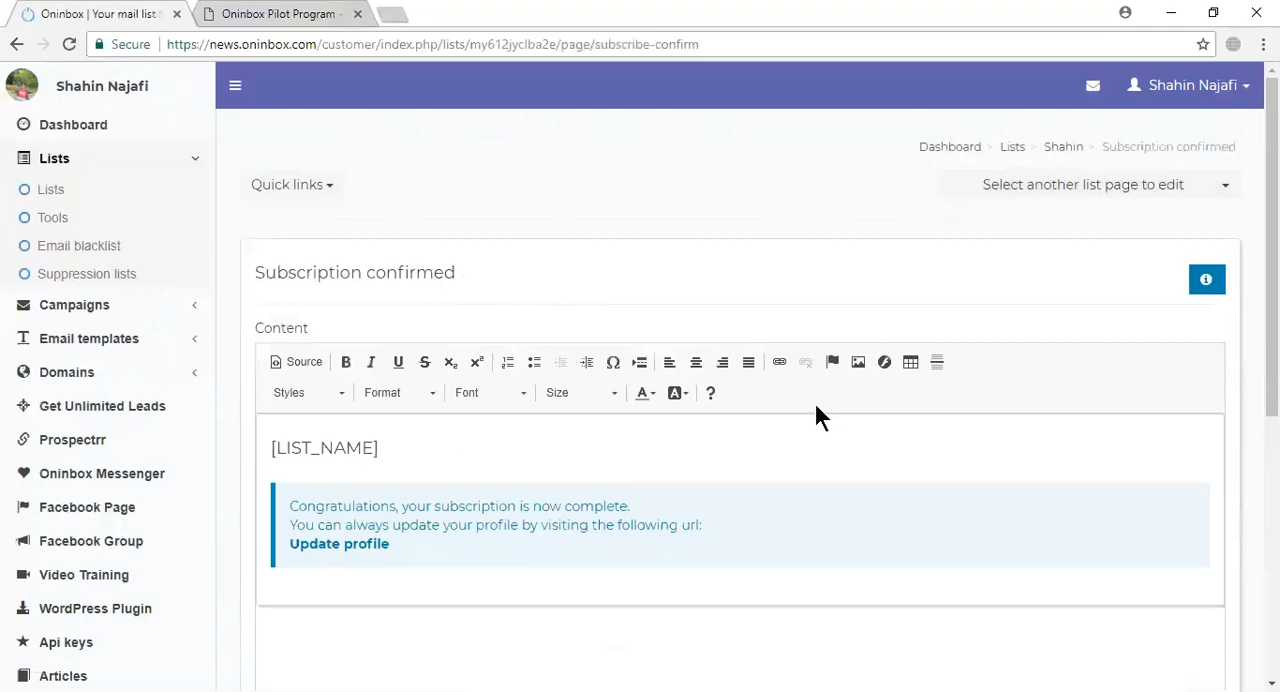 Oninbox | Your mail list
Oninbox Pilot Program -
Secure
https://news.oninbox.com/customer/index.php/lists/my612jyclba2e/page/subscribe-confirm
Shahin Najafi
Shahin Najafi
Dashboard
Lists
Lists
Tools
Email blacklist
Suppression lists
Campaigns
Email templates
Domains
Get Unlimited Leads
Prospectrr
Oninbox Messenger
Facebook Page
Facebook Group
Video Training
WordPress Plugin
Api keys
Articles
Dashboard Lists Shahin Subscription confirmed
Quick links
Select another list page to edit
Subscription confirmed
Content
Source B I U S x₂ x² Ω
Styles Format Font Size A A ?
[LIST_NAME]
Congratulations, your subscription is now complete.
You can always update your profile by visiting the following url:
Update profile